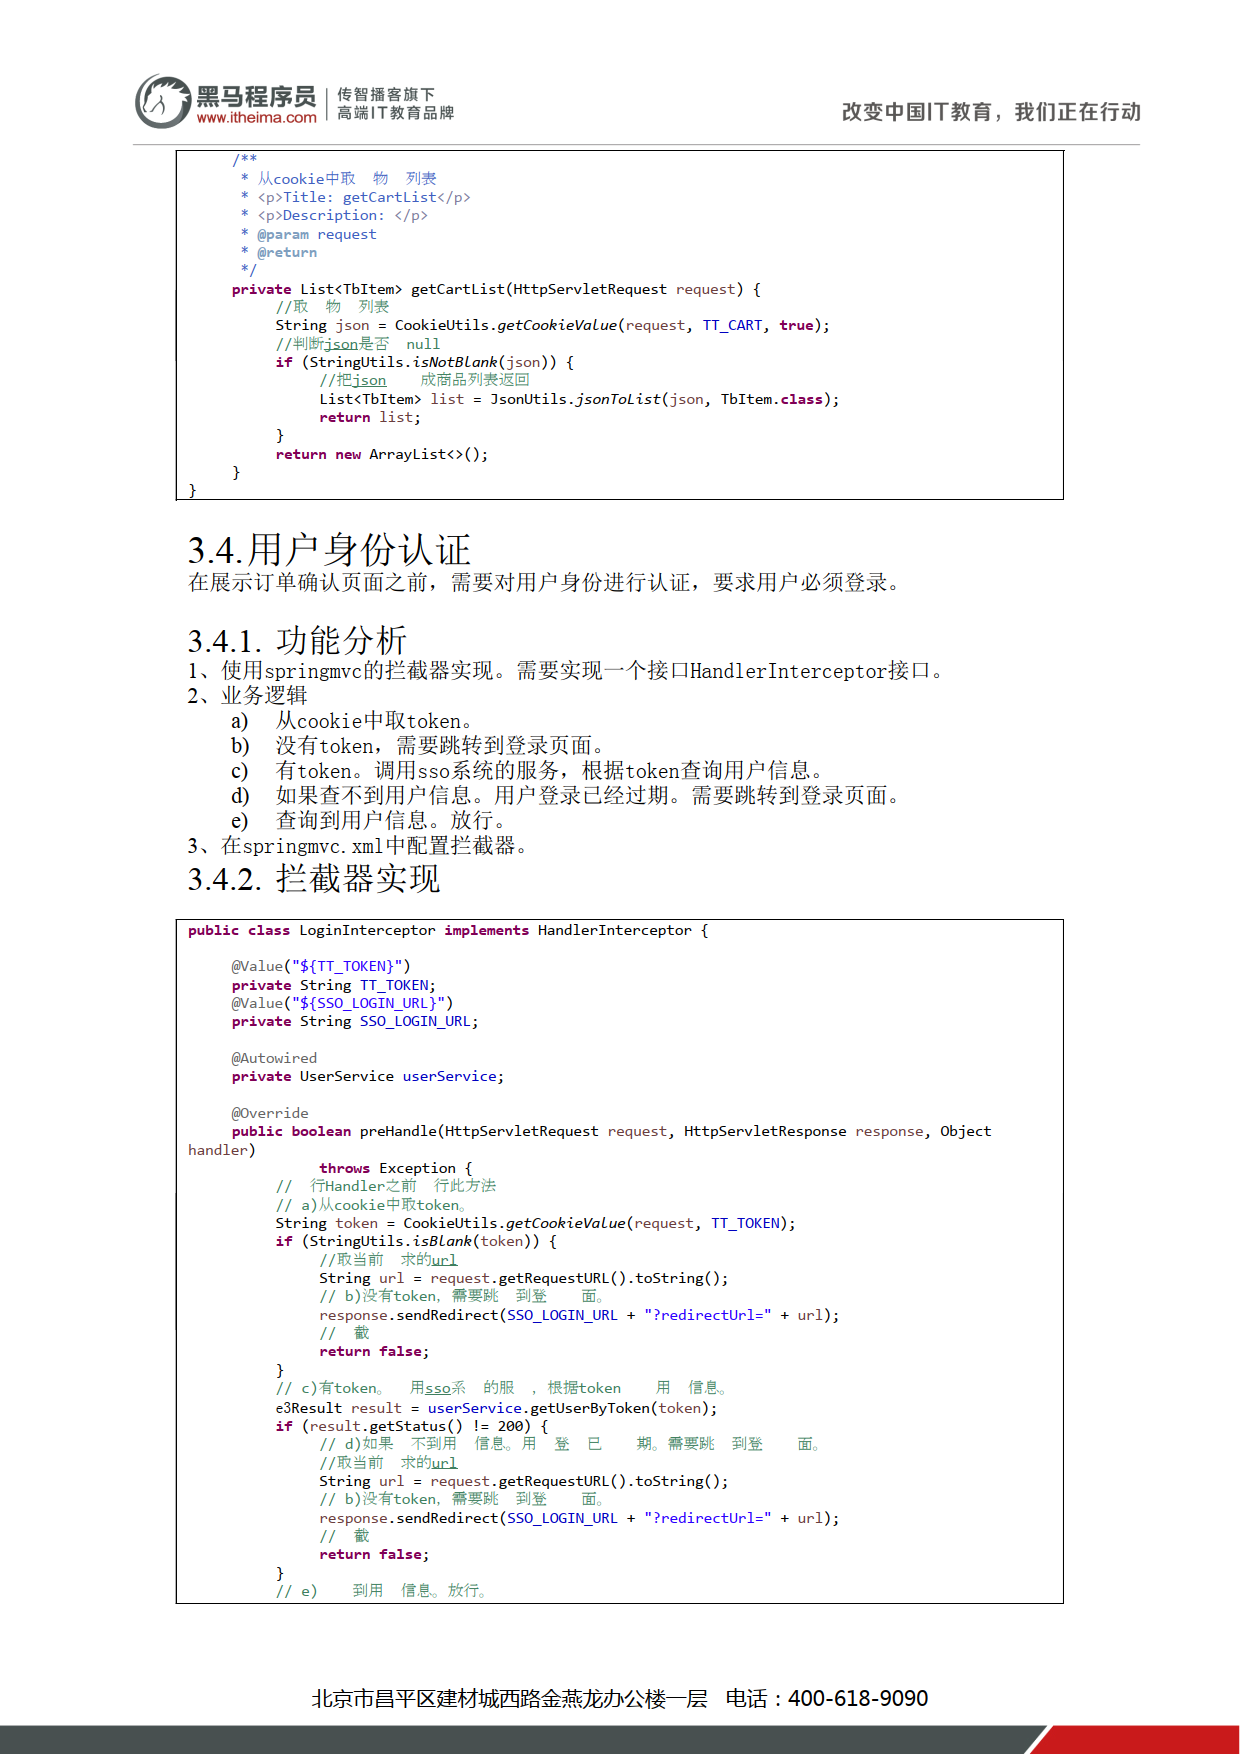 黑马程序员
www.itheima.com
传智播客旗下
高端IT教育品牌
改变中国IT教育，我们正在行动
/**
 * 从cookie中取 物 列表
 * <p>Title: getCartList</p>
 * <p>Description: </p>
 * @param request
 * @return
 */
private List<TbItem> getCartList(HttpServletRequest request) {
//取 物 列表
String json = CookieUtils.getCookieValue(request, TT_CART, true);
//判断json是否 null
if (StringUtils.isNotBlank(json)) {
//把json 成商品列表返回
List<TbItem> list = JsonUtils.jsonToList(json, TbItem.class);
return list;
}
return new ArrayList<>();
}
}
3.4.用户身份认证
在展示订单确认页面之前，需要对用户身份进行认证，要求用户必须登录。
3.4.1. 功能分析
1、使用springmvc的拦截器实现。需要实现一个接口HandlerInterceptor接口。
2、业务逻辑
a) 从cookie中取token。
b) 没有token，需要跳转到登录页面。
c) 有token。调用sso系统的服务，根据token查询用户信息。
d) 如果查不到用户信息。用户登录已经过期。需要跳转到登录页面。
e) 查询到用户信息。放行。
3、在springmvc.xml中配置拦截器。
3.4.2. 拦截器实现
public class LoginInterceptor implements HandlerInterceptor {
@Value("${TT_TOKEN}")
private String TT_TOKEN;
@Value("${SSO_LOGIN_URL}")
private String SSO_LOGIN_URL;
@Autowired
private UserService userService;
@Override
public boolean preHandle(HttpServletRequest request, HttpServletResponse response, Object
handler)
throws Exception {
// 行Handler之前 行此方法
// a)从cookie中取token。
String token = CookieUtils.getCookieValue(request, TT_TOKEN);
if (StringUtils.isBlank(token)) {
//取当前 求的url
String url = request.getRequestURL().toString();
// b)没有token，需要跳 到登 面。
response.sendRedirect(SSO_LOGIN_URL + "?redirectUrl=" + url);
// 截
return false;
}
// c)有token。 用sso系 的服 ，根据token 用 信息。
e3Result result = userService.getUserByToken(token);
if (result.getStatus() != 200) {
// d)如果 不到用 信息。用 登 已 期。需要跳 到登 面。
//取当前 求的url
String url = request.getRequestURL().toString();
// b)没有token，需要跳 到登 面。
response.sendRedirect(SSO_LOGIN_URL + "?redirectUrl=" + url);
// 截
return false;
}
// e) 到用 信息。放行。
北京市昌平区建材城西路金燕龙办公楼一层 电话：400-618-9090